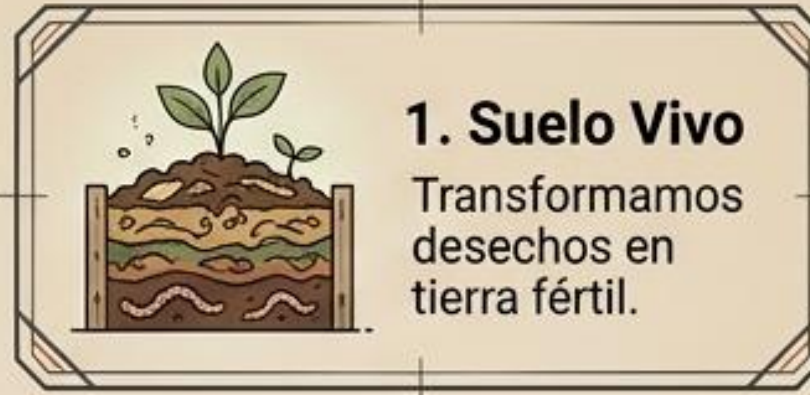 1. Suelo Vivo
Transformamos
desechos en
tierra fértil.